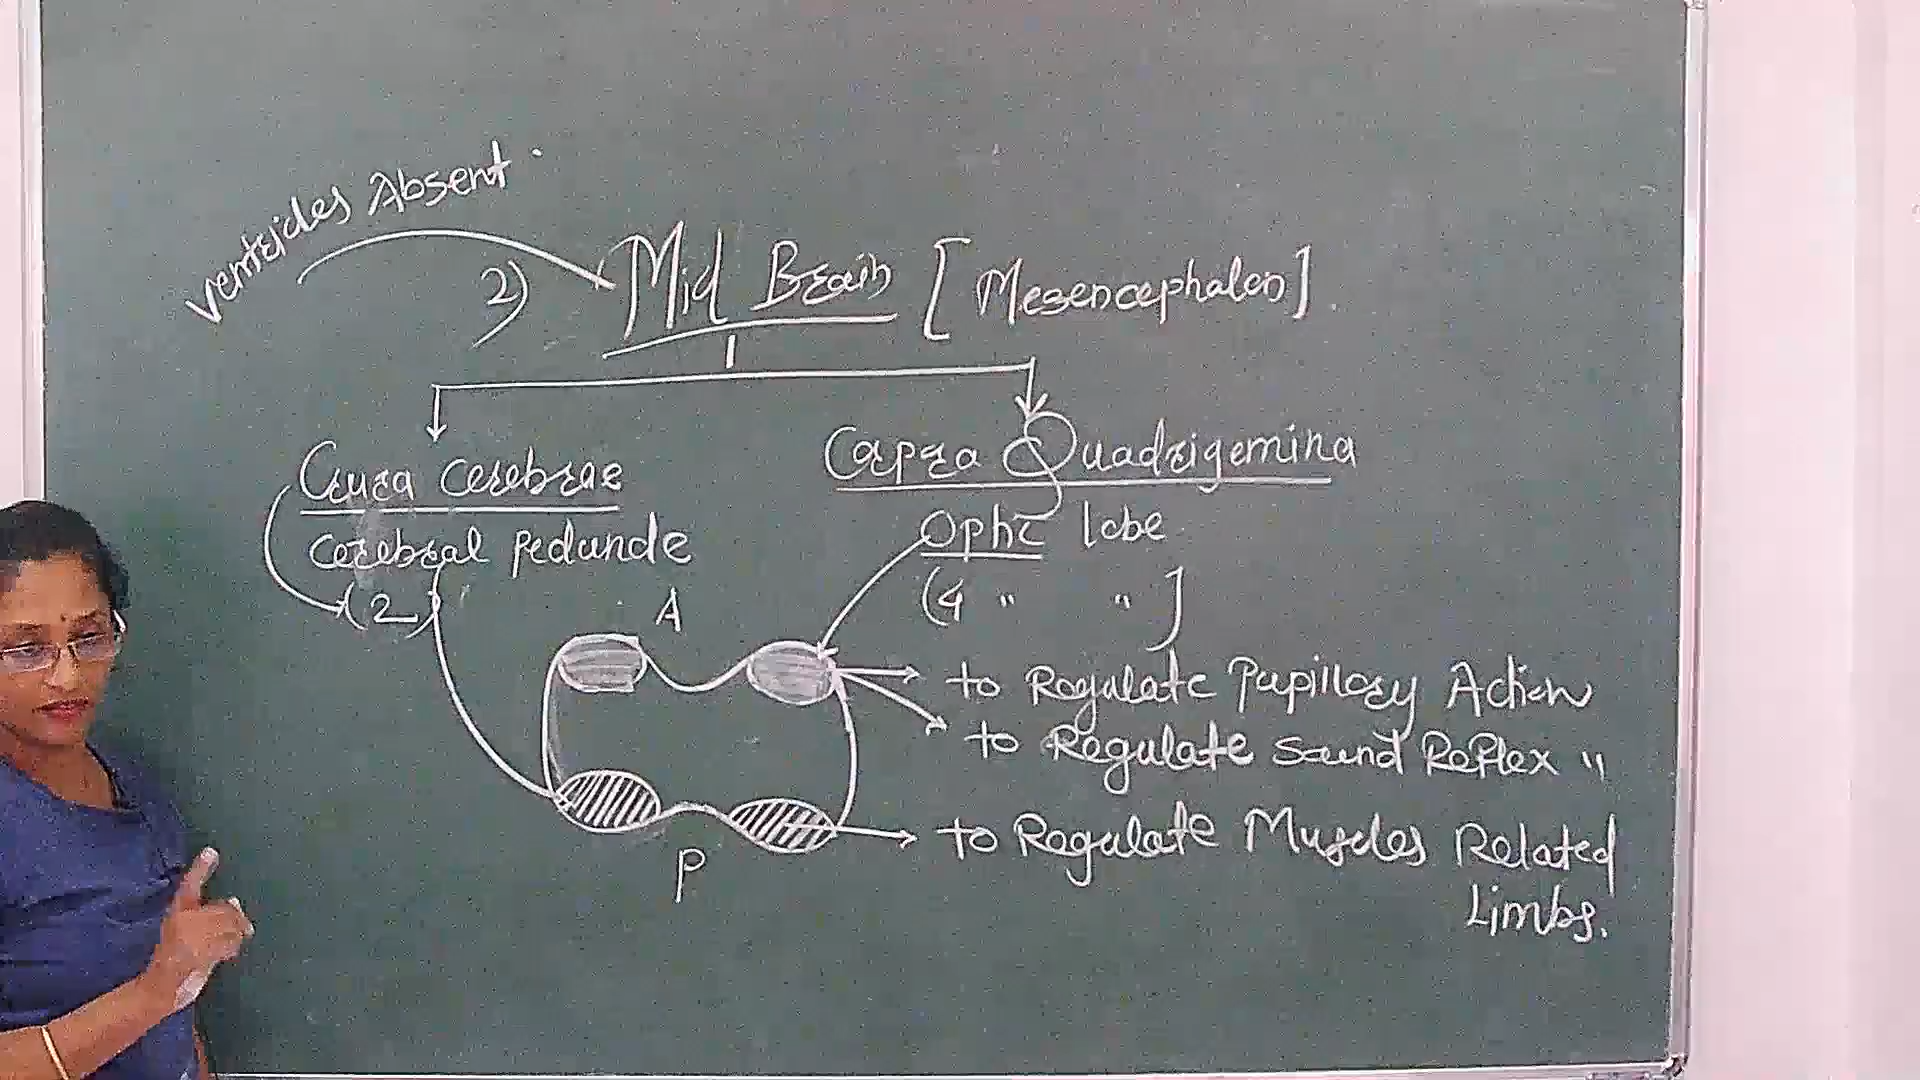 Ventricles Absent.
2) Mid Brain [Mesencephalon].
Crura Cerebrae
Corpra Quadrigemina
Cerebral Peduncle
Optic lobe
(2)
(4 " " )
A
to Regulate Pupillary Action
to Regulate Sound Reflex "
to Regulate Muscles Related
Limbs.
P